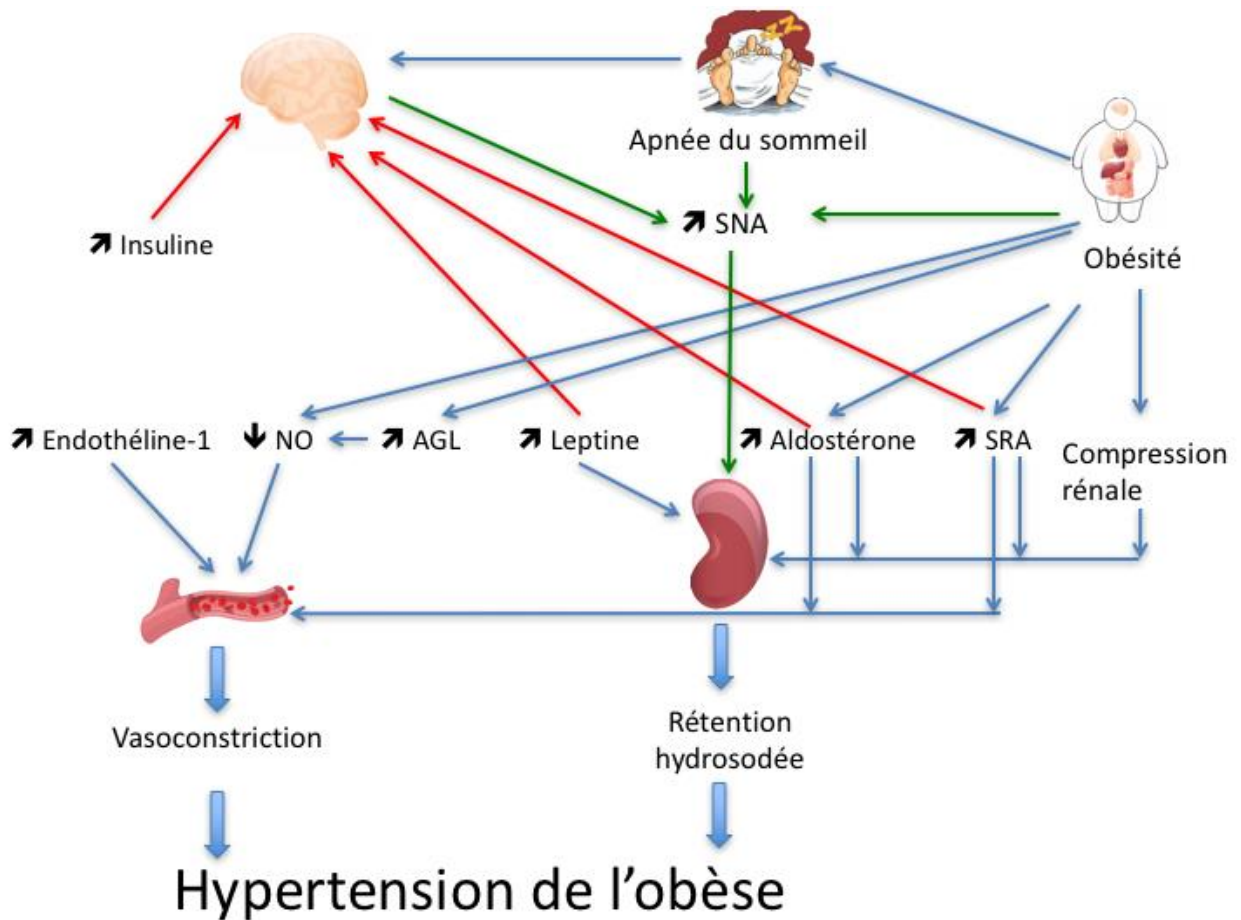 zz
Apnée du sommeil
↗ SNA
↗ Insuline
Obésité
↗ Endothéline-1
↓ NO
↗ AGL
↗ Leptine
↗ Aldostérone
↗ SRA
Compression
rénale
Vasoconstriction
Rétention
hydrosodée
Hypertension de l’obèse